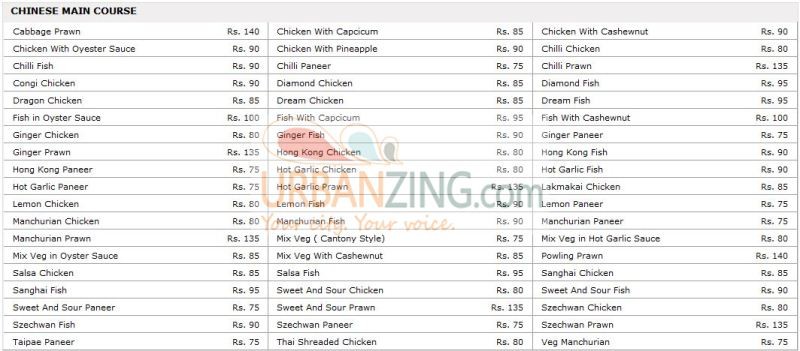 CHINESE MAIN COURSE
Cabbage Prawn Rs. 140 Chicken With Capcicum Rs. 85 Chicken With Cashewnut Rs. 90
Chicken With Oyester Sauce Rs. 90 Chicken With Pineapple Rs. 90 Chilli Chicken Rs. 80
Chilli Fish Rs. 90 Chilli Paneer Rs. 75 Chilli Prawn Rs. 135
Congi Chicken Rs. 90 Diamond Chicken Rs. 85 Diamond Fish Rs. 95
Dragon Chicken Rs. 85 Dream Chicken Rs. 85 Dream Fish Rs. 95
Fish in Oyster Sauce Rs. 100 Fish With Capcicum Rs. 95 Fish With Cashewnut Rs. 100
Ginger Chicken Rs. 80 Ginger Fish Rs. 90 Ginger Paneer Rs. 75
Ginger Prawn Rs. 135 Hong Kong Chicken Rs. 80 Hong Kong Fish Rs. 90
Hong Kong Paneer Rs. 75 Hot Garlic Chicken Rs. 80 Hot Garlic Fish Rs. 90
Hot Garlic Paneer Rs. 75 Hot Garlic Prawn Rs. 135 Lakmakai Chicken Rs. 85
URBANZING.com
Lemon Chicken Rs. 80 Lemon Fish Rs. 90 Lemon Paneer Rs. 75
Manchurian Chicken Rs. 80 Manchurian Fish Rs. 90 Manchurian Paneer Rs. 75
Your city. Your voice.
Manchurian Prawn Rs. 135 Mix Veg ( Cantony Style) Rs. 75 Mix Veg in Hot Garlic Sauce Rs. 80
Mix Veg in Oyster Sauce Rs. 85 Mix Veg With Cashewnut Rs. 85 Powling Prawn Rs. 140
Salsa Chicken Rs. 85 Salsa Fish Rs. 95 Sanghai Chicken Rs. 85
Sanghai Fish Rs. 95 Sweet And Sour Chicken Rs. 80 Sweet And Sour Fish Rs. 90
Sweet And Sour Paneer Rs. 75 Sweet And Sour Prawn Rs. 135 Szechwan Chicken Rs. 80
Szechwan Fish Rs. 90 Szechwan Paneer Rs. 75 Szechwan Prawn Rs. 135
Taipae Paneer Rs. 75 Thai Shreaded Chicken Rs. 80 Veg Manchurian Rs. 75